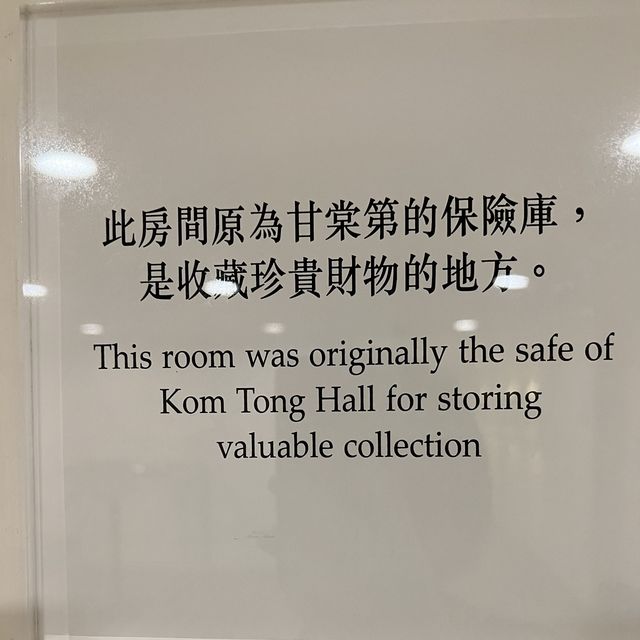 此房間原為甘棠第的保險庫，
是收藏珍貴財物的地方。
This room was originally the safe of
Kom Tong Hall for storing
valuable collection